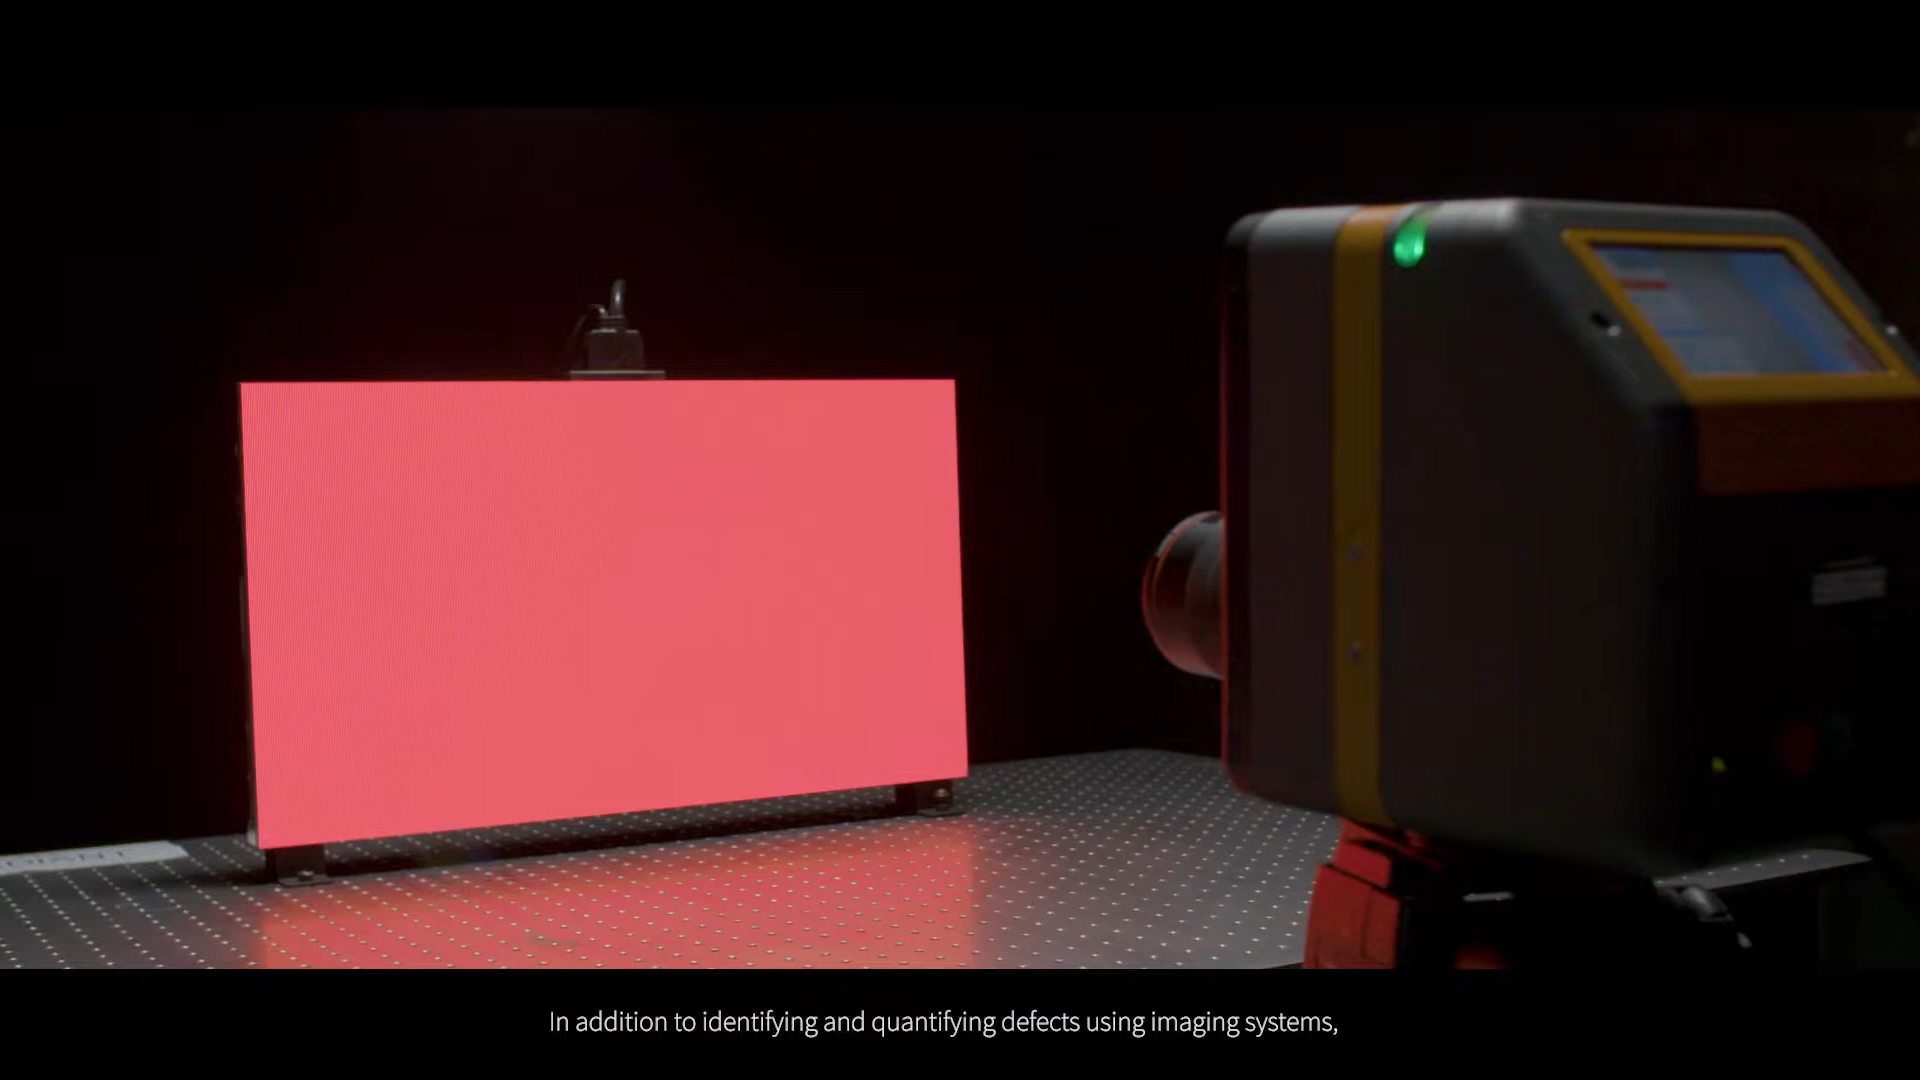 In addition to identifying and quantifying defects using imaging systems,